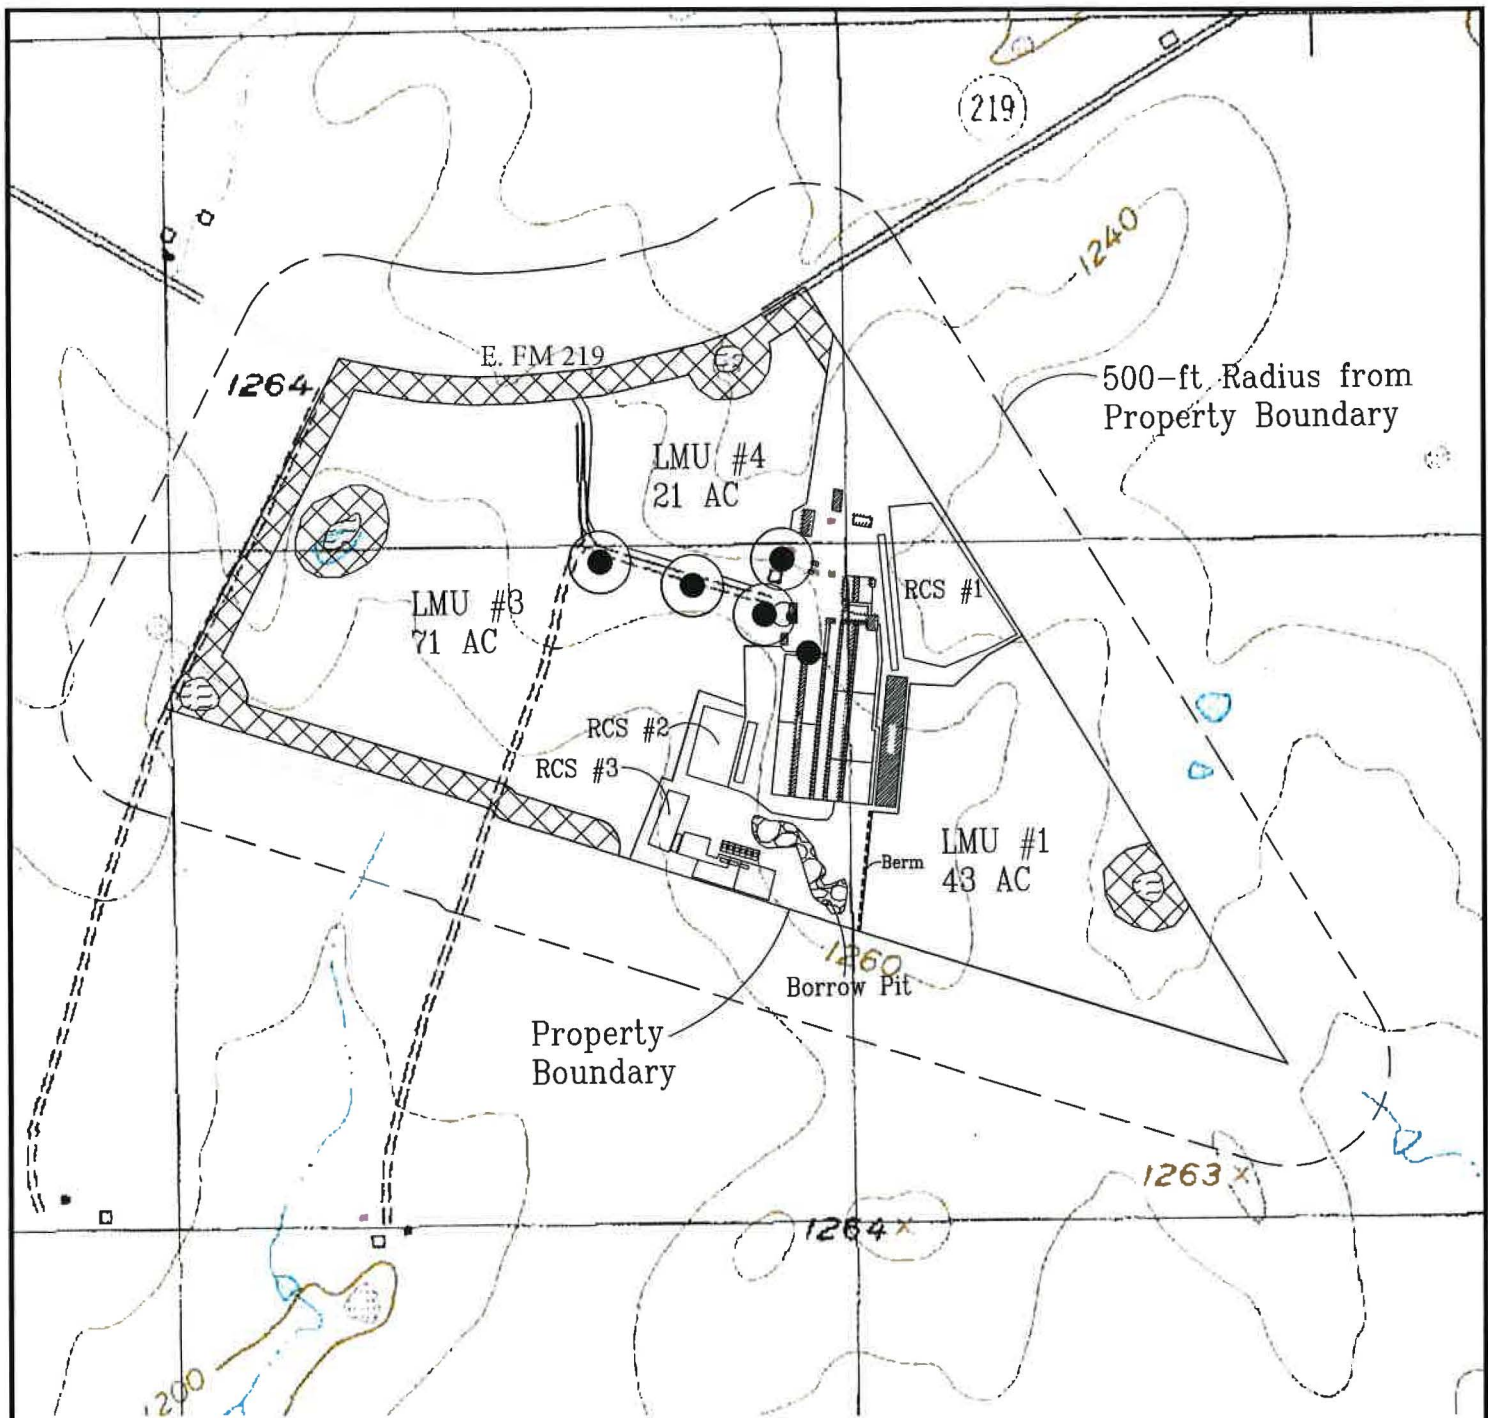 219
1240
E. FM 219
1264
500-ft Radius from
Property Boundary
LMU #4
21 AC
RCS #1
LMU #3
71 AC
RCS #2
RCS #3
LMU #1
43 AC
Berm
1260
Borrow Pit
Property
Boundary
1263
1264
1200